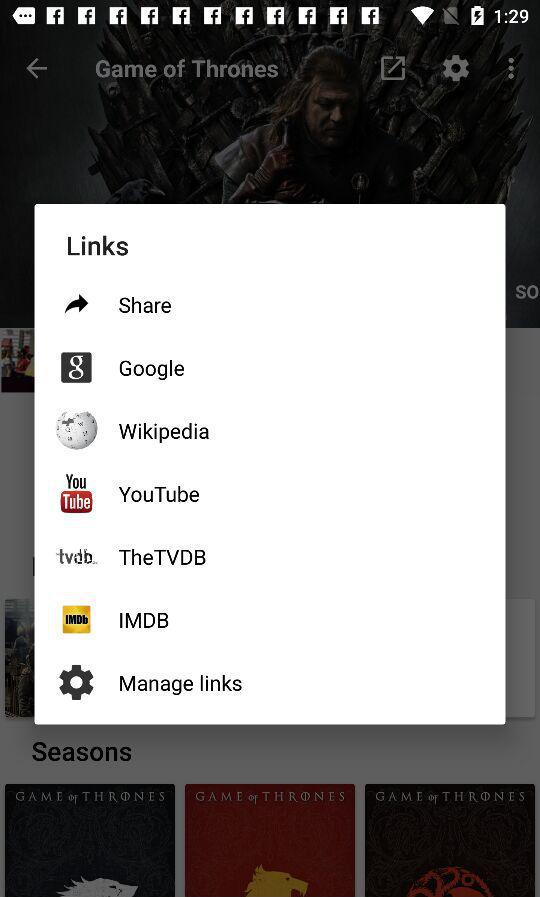 1:29
Game of Thrones
SO
Links
Share
g Google
Wikipedia
You
Tube YouTube
tvdb TheTVDB
IMDb IMDB
Manage links
Seasons
GAME of THRONES GAME of THRONES GAME of THRONES